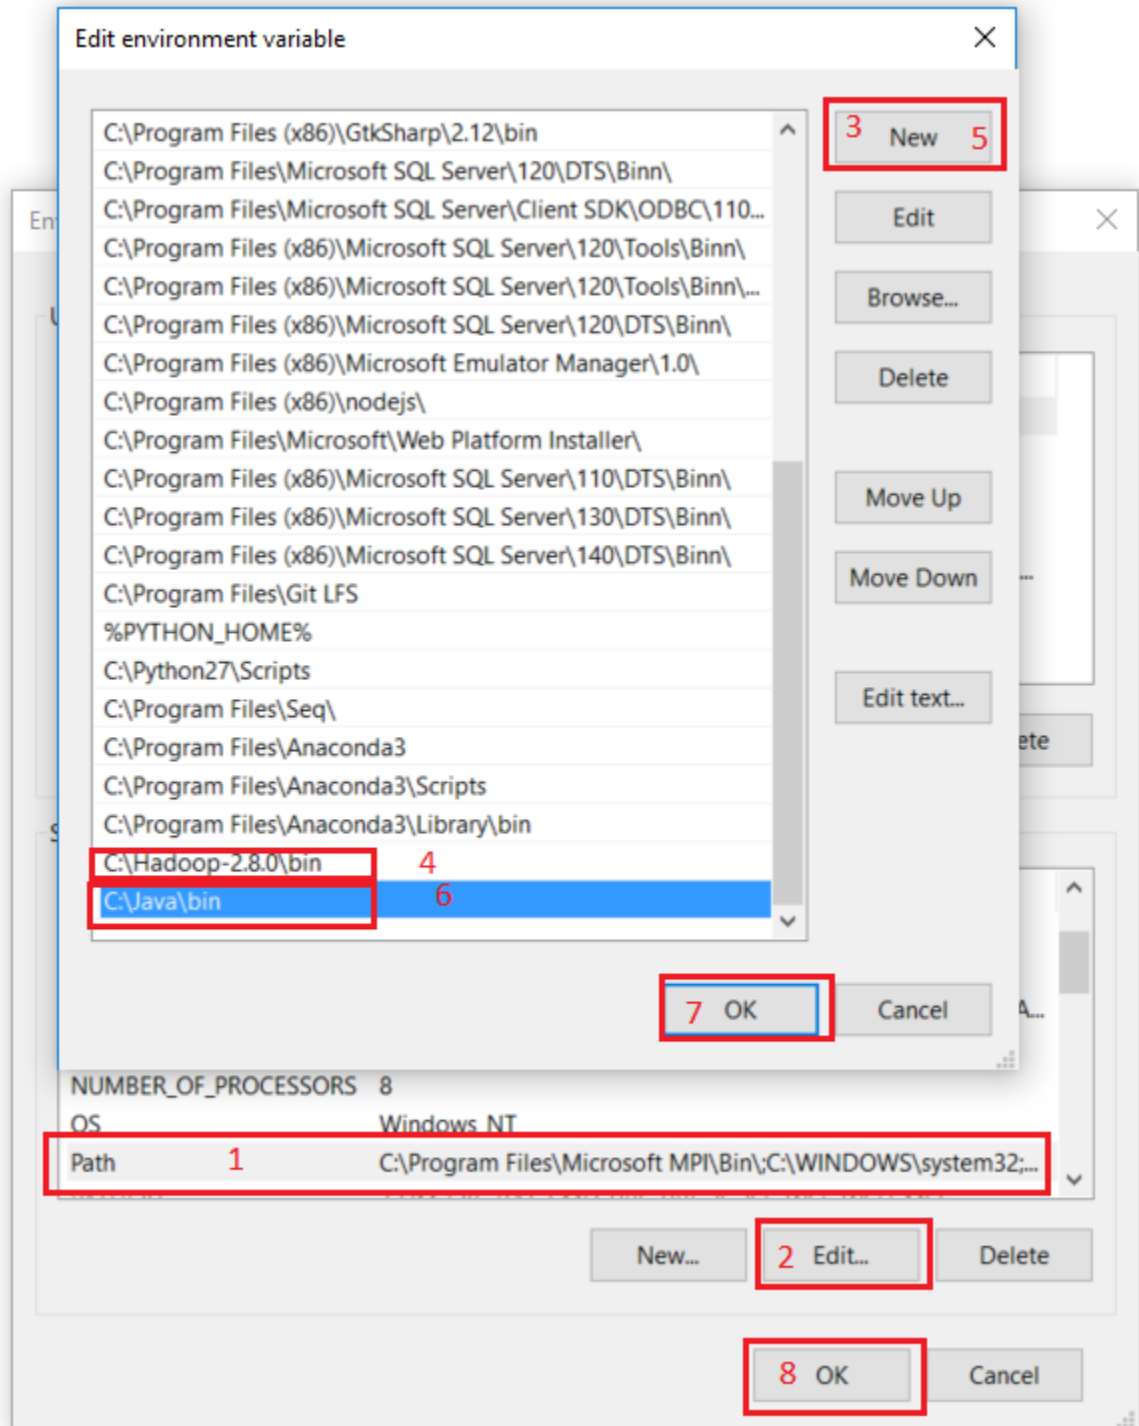 Edit environment variable
C:\Program Files (x86)\GtkSharp\2.12\bin
3 New 5
C:\Program Files\Microsoft SQL Server\120\DTS\Binn\
C:\Program Files\Microsoft SQL Server\Client SDK\ODBC\110...
En
Edit
C:\Program Files (x86)\Microsoft SQL Server\120\Tools\Binn\
C:\Program Files (x86)\Microsoft SQL Server\120\Tools\Binn\...
Browse...
C:\Program Files (x86)\Microsoft SQL Server\120\DTS\Binn\
C:\Program Files (x86)\Microsoft Emulator Manager\1.0\
Delete
C:\Program Files (x86)\nodejs\
C:\Program Files\Microsoft\Web Platform Installer\
C:\Program Files (x86)\Microsoft SQL Server\110\DTS\Binn\
Move Up
C:\Program Files (x86)\Microsoft SQL Server\130\DTS\Binn\
C:\Program Files (x86)\Microsoft SQL Server\140\DTS\Binn\
Move Down
...
C:\Program Files\Git LFS
%PYTHON_HOME%
C:\Python27\Scripts
Edit text...
C:\Program Files\Seq\
C:\Program Files\Anaconda3
ete
C:\Program Files\Anaconda3\Scripts
C:\Program Files\Anaconda3\Library\bin
S
C:\Hadoop-2.8.0\bin 4
C:\Java\bin 6
7 OK
Cancel
A...
NUMBER_OF_PROCESSORS 8
OS Windows_NT
Path 1 C:\Program Files\Microsoft MPI\Bin\;C:\WINDOWS\system32;...
New...
2 Edit...
Delete
8 OK
Cancel